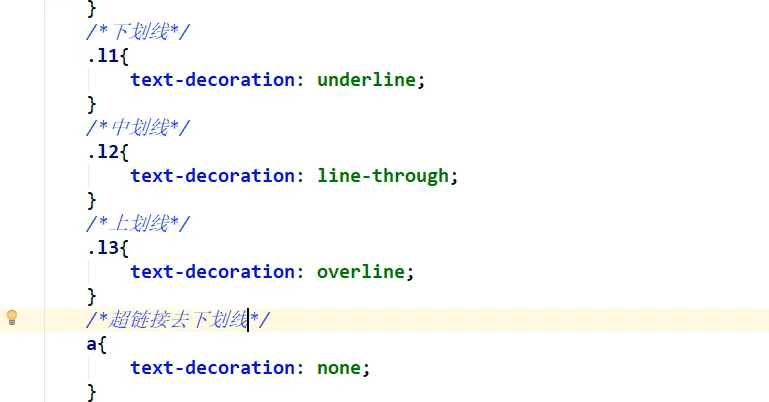 }
/*下划线*/
.l1{
text-decoration: underline;
}
/*中划线*/
.l2{
text-decoration: line-through;
}
/*上划线*/
.l3{
text-decoration: overline;
}
/*超链接去下划线*/
a{
text-decoration: none;
}